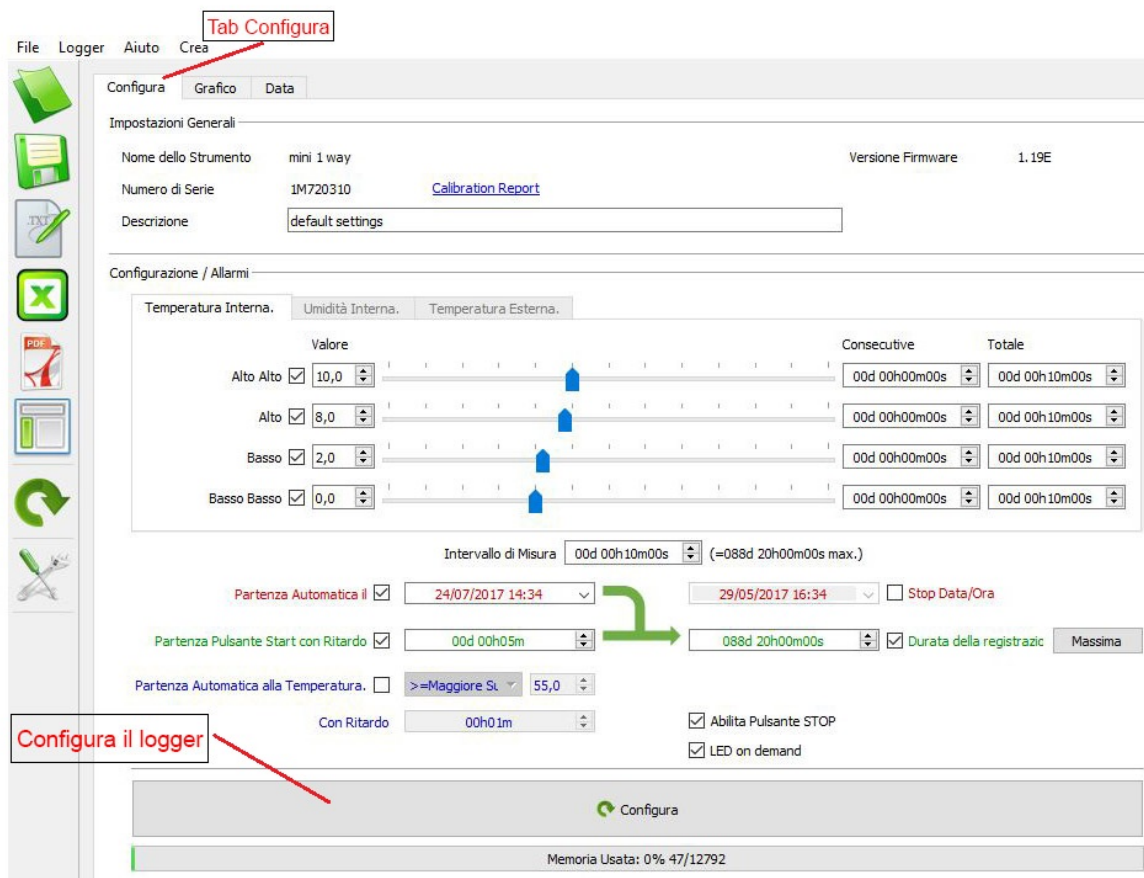 Tab Configura
File Logger Aiuto Crea
Configura Grafico Data
Impostazioni Generali
Nome dello Strumento mini 1 way Versione Firmware 1.19E
Numero di Serie 1M720310 Calibration Report
Descrizione default settings
Configurazione / Allarmi
Temperatura Interna. Umidità Interna. Temperatura Esterna.
Valore Consecutive Totale
Alto Alto 10,0 00d 00h00m00s 00d 00h10m00s
Alto 8,0 00d 00h00m00s 00d 00h10m00s
Basso 2,0 00d 00h00m00s 00d 00h10m00s
Basso Basso 0,0 00d 00h00m00s 00d 00h10m00s
Intervallo di Misura 00d 00h10m00s (=088d 20h00m00s max.)
Partenza Automatica il 24/07/2017 14:34 29/05/2017 16:34 Stop Data/Ora
Partenza Pulsante Start con Ritardo 00d 00h05m 088d 20h00m00s Durata della registrazic Massima
Partenza Automatica alla Temperatura. >=Maggiore Su 55,0
Con Ritardo 00h01m Abilita Pulsante STOP
LED on demand
Configura il logger
Configura
Memoria Usata: 0% 47/12792
.TXT
X
PDF